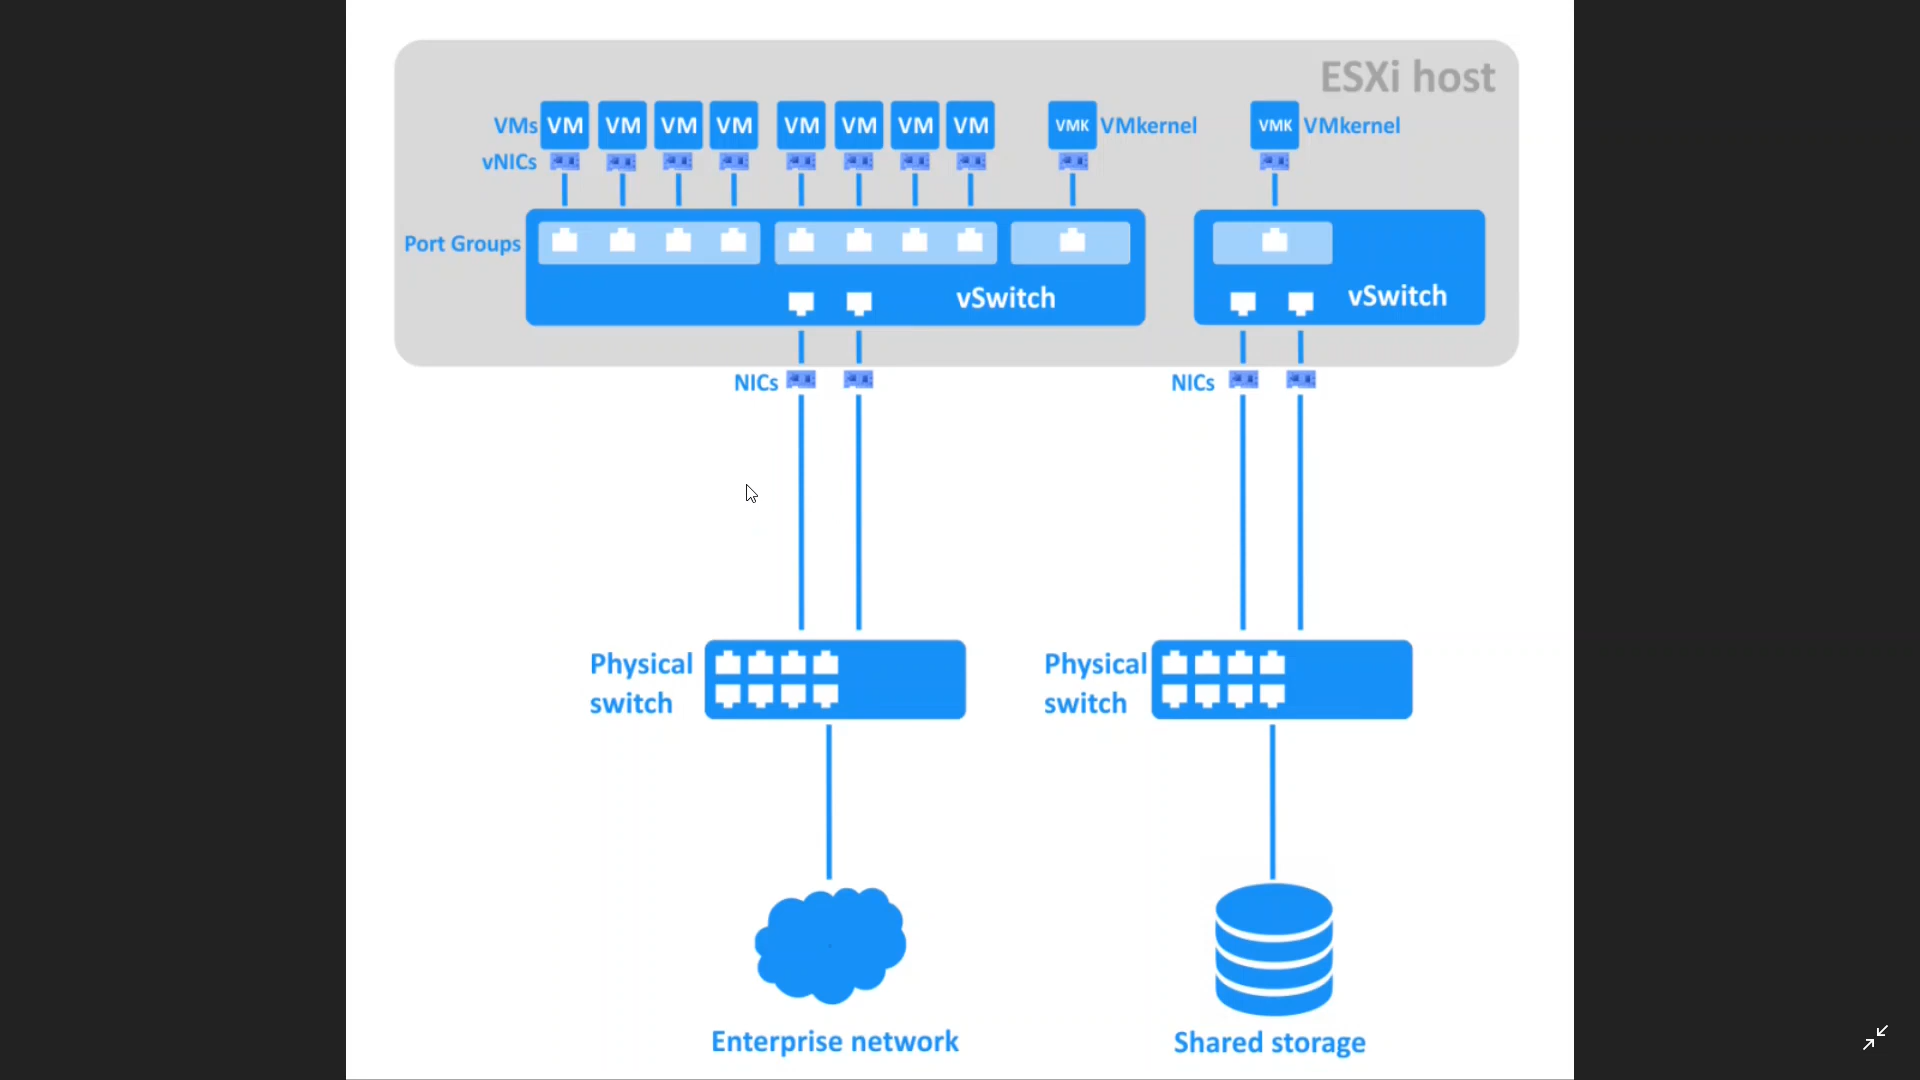 ESXi host
VMs VM VM VM VM VM VM VM VM VMK VMkernel VMK VMkernel
vNICs
Port Groups
vSwitch vSwitch
NICs NICs
Physical switch Physical switch
Enterprise network Shared storage